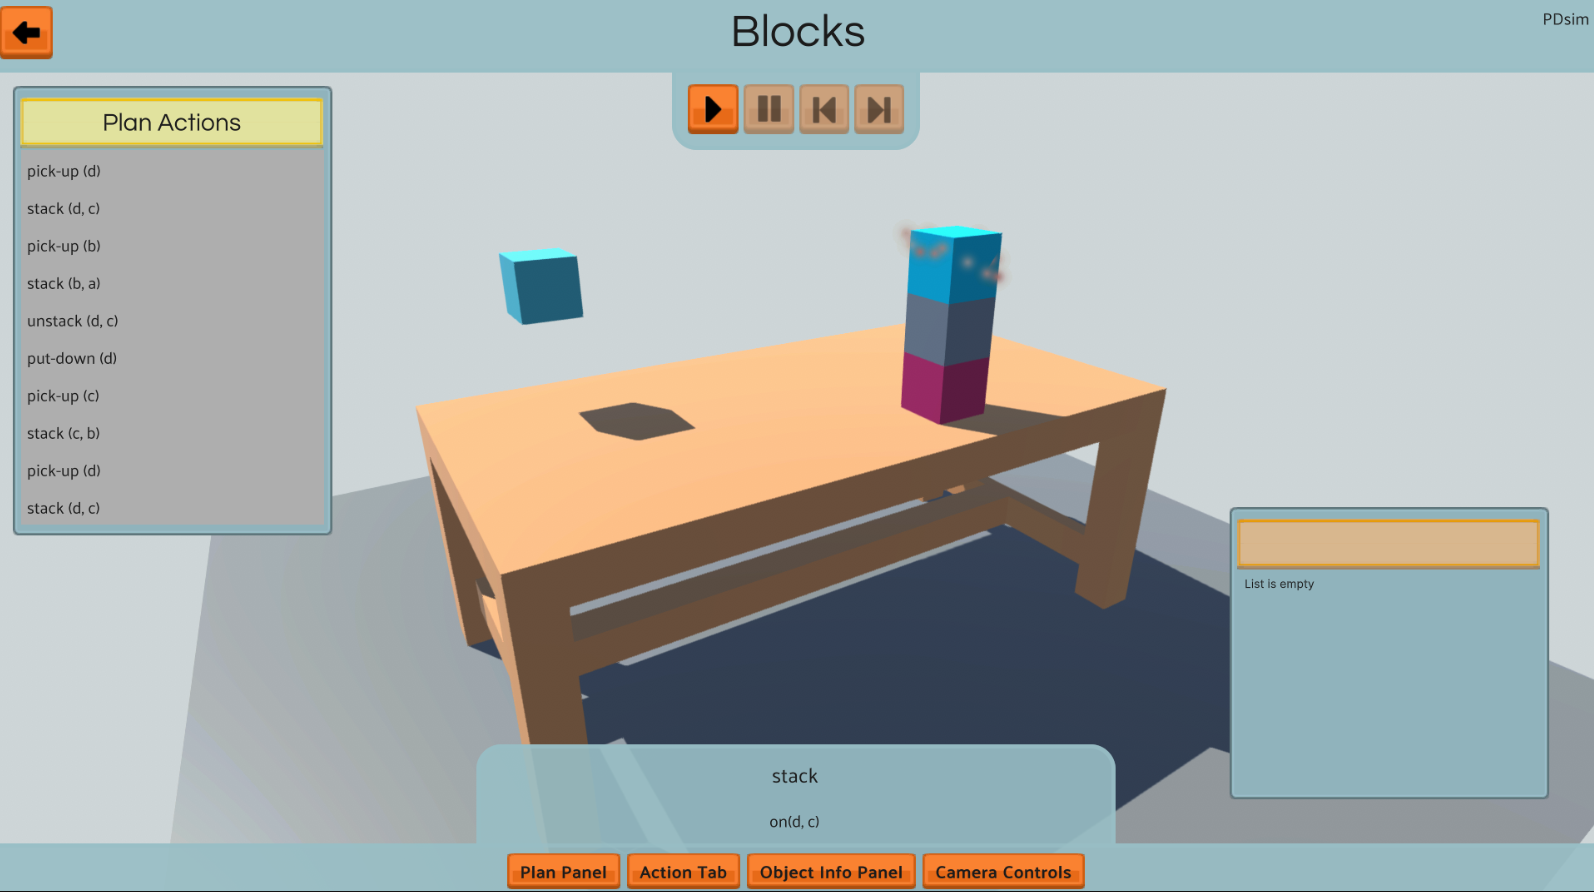 Blocks
PDsim
Plan Actions
pick-up (d)
stack (d, c)
pick-up (b)
stack (b, a)
unstack (d, c)
put-down (d)
pick-up (c)
stack (c, b)
pick-up (d)
stack (d, c)
List is empty
stack
on(d, c)
Plan Panel
Action Tab
Object Info Panel
Camera Controls